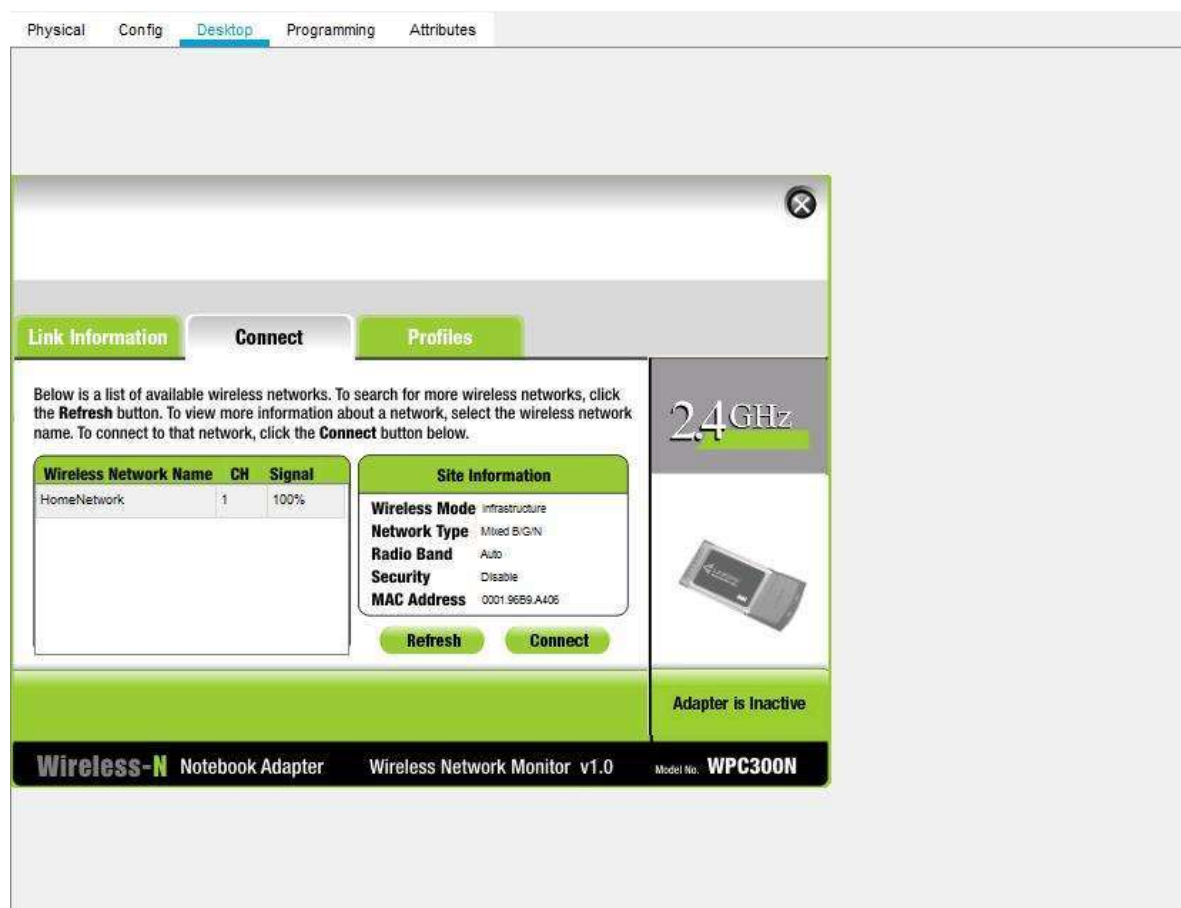 Physical Config Desktop Programming Attributes
Link Information Connect Profiles
Below is a list of available wireless networks. To search for more wireless networks, click
the Refresh button. To view more information about a network, select the wireless network
name. To connect to that network, click the Connect button below.
2.4GHz
Wireless Network Name CH Signal
HomeNetwork 1 100%
Site Information
Wireless Mode Infrastructure
Network Type Mixed B/G/N
Radio Band Auto
Security Disable
MAC Address 0001.96B9.A406
Refresh Connect
Adapter is Inactive
Wireless-N Notebook Adapter Wireless Network Monitor v1.0 Model No. WPC300N